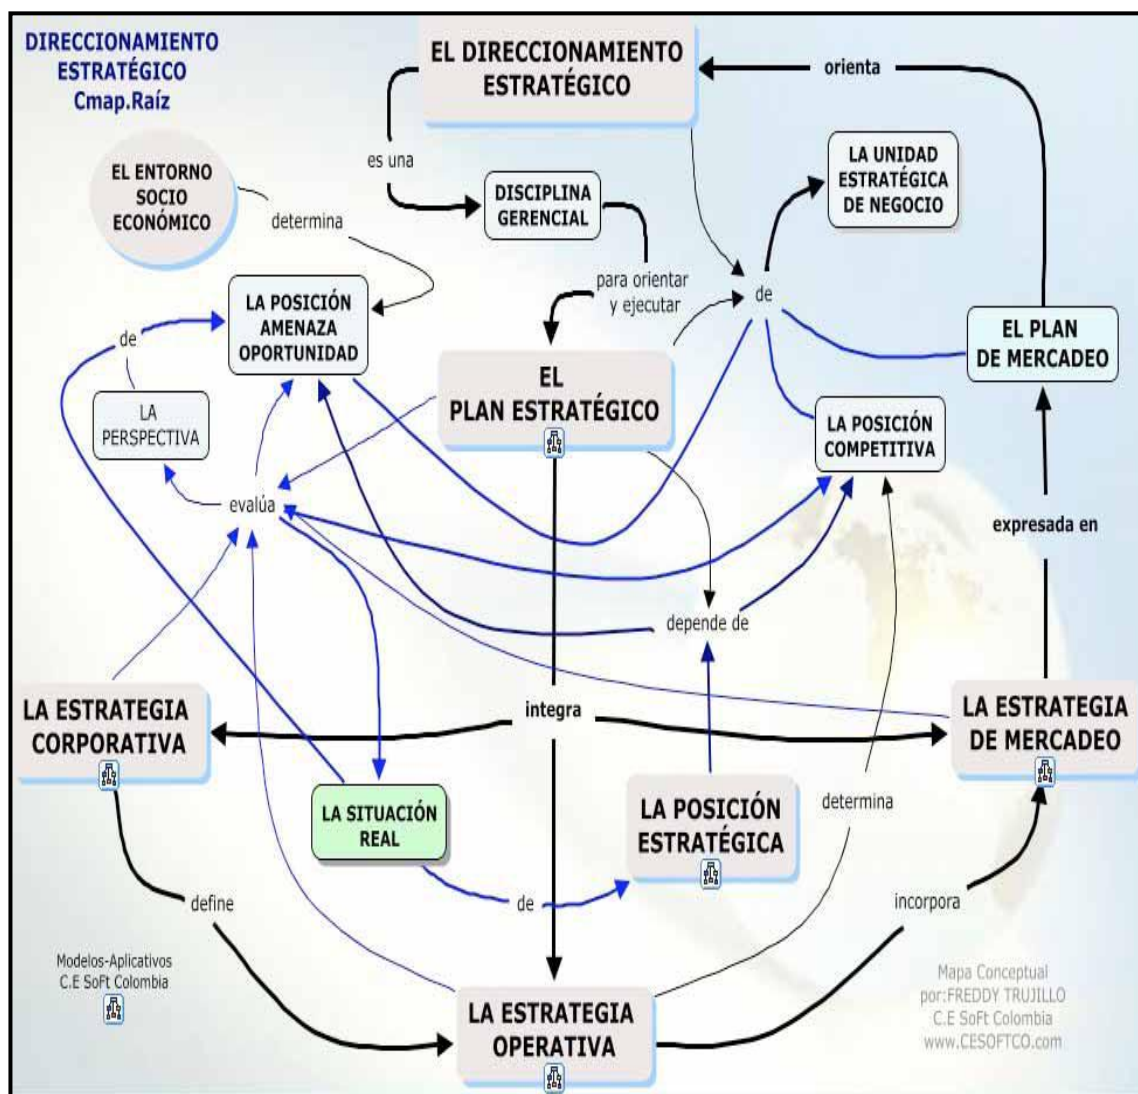 DIRECCIONAMIENTO
ESTRATÉGICO
Cmap.Raíz
EL DIRECCIONAMIENTO
ESTRATÉGICO
orienta
es una
EL ENTORNO
SOCIO
ECONÓMICO
determina
DISCIPLINA
GERENCIAL
LA UNIDAD
ESTRATÉGICA
DE NEGOCIO
para orientar
y ejecutar
de
LA POSICIÓN
AMENAZA
OPORTUNIDAD
de
EL PLAN
DE MERCADEO
EL
PLAN ESTRATÉGICO
LA
PERSPECTIVA
LA POSICIÓN
COMPETITIVA
evalúa
expresada en
depende de
LA ESTRATEGIA
CORPORATIVA
integra
LA ESTRATEGIA
DE MERCADEO
LA SITUACIÓN
REAL
LA POSICIÓN
ESTRATÉGICA
determina
define
de
incorpora
Modelos-Aplicativos
C.E SoFt Colombia
LA ESTRATEGIA
OPERATIVA
Mapa Conceptual
por:FREDDY TRUJILLO
C.E SoFt Colombia
www.CESOFTCO.com